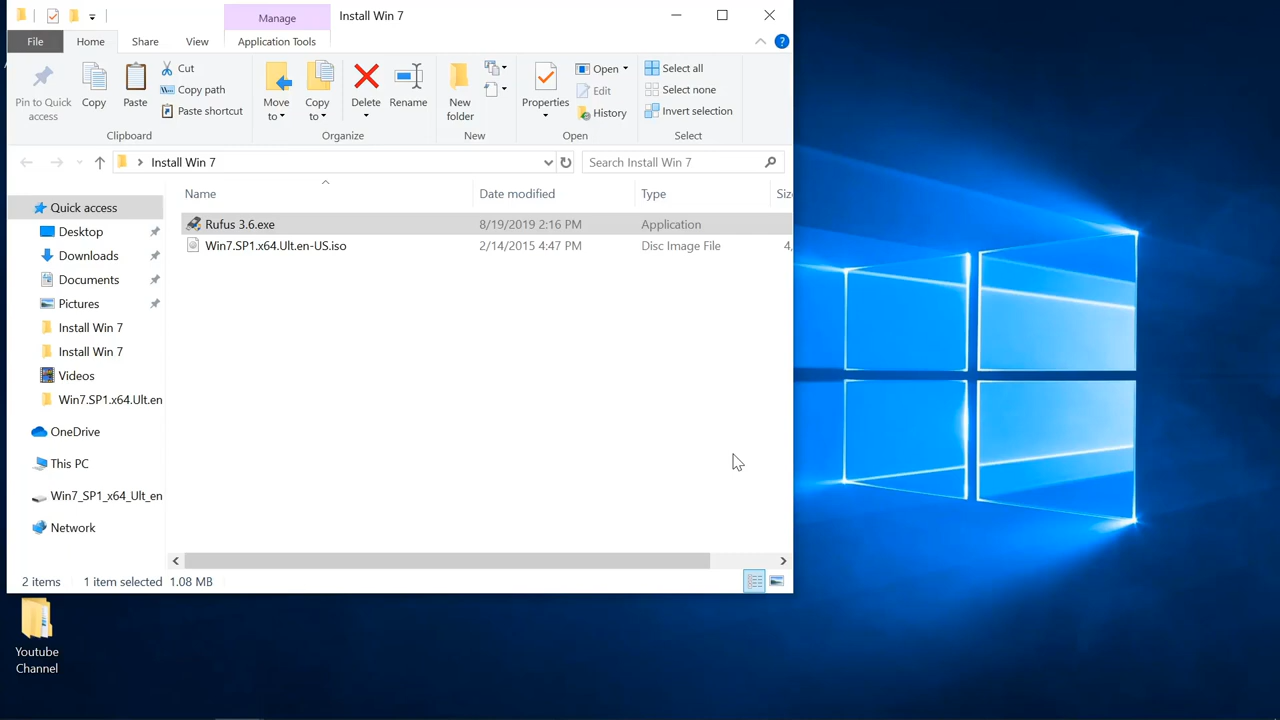 Manage
Install Win 7
File
Home
Share
View
Application Tools
Pin to Quick
access
Copy
Paste
Cut
Copy path
Paste shortcut
Clipboard
Move
to
Copy
to
Delete
Rename
Organize
New
folder
New
Properties
Open
Edit
History
Open
Select all
Select none
Invert selection
Select
Install Win 7
Search Install Win 7
Name
Date modified
Type
Siz
Quick access
Desktop
Downloads
Documents
Pictures
Install Win 7
Install Win 7
Videos
Win7.SP1.x64.Ult.en
OneDrive
This PC
Win7_SP1_x64_Ult_en
Network
Rufus 3.6.exe
8/19/2019 2:16 PM
Application
Win7.SP1.x64.Ult.en-US.iso
2/14/2015 4:47 PM
Disc Image File
4,
2 items
1 item selected 1.08 MB
Youtube
Channel